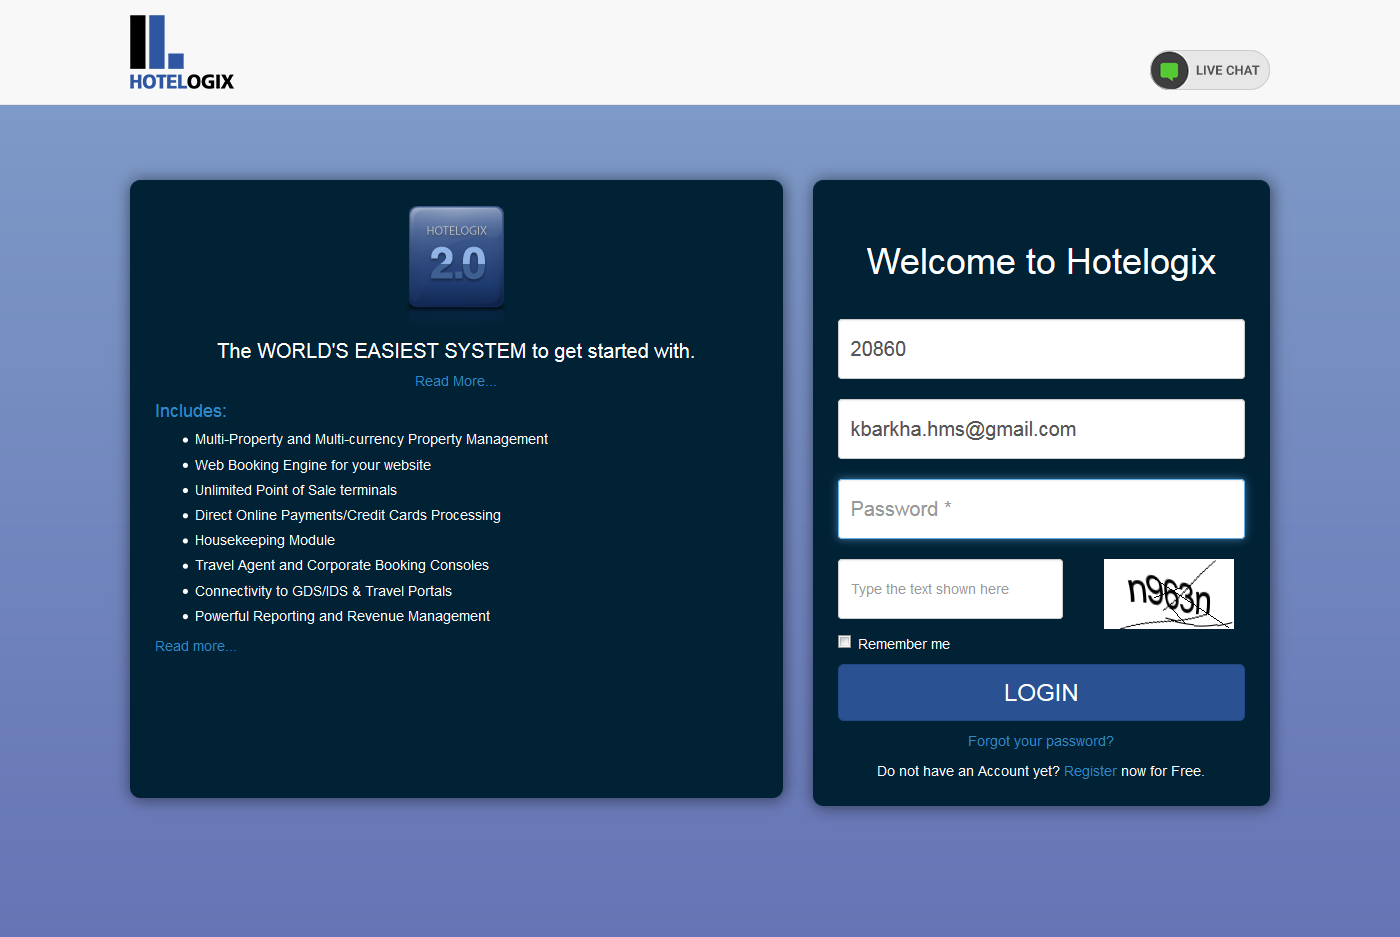 HOTELOGIX
LIVE CHAT
HOTELOGIX
2.0
The WORLD'S EASIEST SYSTEM to get started with.
Read More...
Includes:
Multi-Property and Multi-currency Property Management
Web Booking Engine for your website
Unlimited Point of Sale terminals
Direct Online Payments/Credit Cards Processing
Housekeeping Module
Travel Agent and Corporate Booking Consoles
Connectivity to GDS/IDS & Travel Portals
Powerful Reporting and Revenue Management
Read more...
Welcome to Hotelogix
20860
kbarkha.hms@gmail.com
Password *
Type the text shown here
n963n
Remember me
LOGIN
Forgot your password?
Do not have an Account yet? Register now for Free.